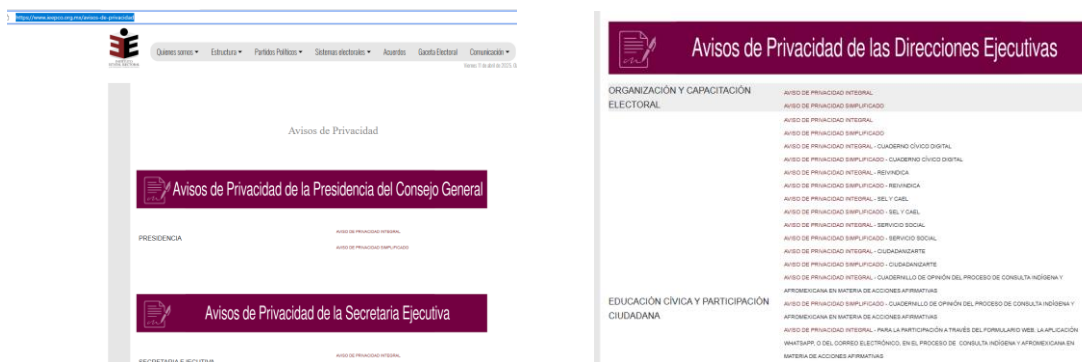 https://www.ieepco.org.mx/avisos-de-privacidad
Quienes somos Estructura Partidos Políticos Sistemas electorales Acuerdos Gaceta Electoral Comunicación
Viernes 11 de abril de 2025,
Avisos de Privacidad
Avisos de Privacidad de la Presidencia del Consejo General
PRESIDENCIA
AVISO DE PRIVACIDAD INTEGRAL
AVISO DE PRIVACIDAD SIMPLIFICADO
Avisos de Privacidad de la Secretaria Ejecutiva
SECRETARIA EJECUTIVA
AVISO DE PRIVACIDAD INTEGRAL
Avisos de Privacidad de las Direcciones Ejecutivas
ORGANIZACIÓN Y CAPACITACIÓN
ELECTORAL
AVISO DE PRIVACIDAD INTEGRAL
AVISO DE PRIVACIDAD SIMPLIFICADO
EDUCACIÓN CÍVICA Y PARTICIPACIÓN
CIUDADANA
AVISO DE PRIVACIDAD INTEGRAL
AVISO DE PRIVACIDAD SIMPLIFICADO
AVISO DE PRIVACIDAD INTEGRAL - CUADERNO CÍVICO DIGITAL
AVISO DE PRIVACIDAD SIMPLIFICADO - CUADERNO CÍVICO DIGITAL
AVISO DE PRIVACIDAD INTEGRAL - REIVINDICA
AVISO DE PRIVACIDAD SIMPLIFICADO - REIVINDICA
AVISO DE PRIVACIDAD INTEGRAL - SEL Y CAEL
AVISO DE PRIVACIDAD SIMPLIFICADO - SEL Y CAEL
AVISO DE PRIVACIDAD INTEGRAL - SERVICIO SOCIAL
AVISO DE PRIVACIDAD SIMPLIFICADO - SERVICIO SOCIAL
AVISO DE PRIVACIDAD INTEGRAL - CIUDADANIZARTE
AVISO DE PRIVACIDAD SIMPLIFICADO - CIUDADANIZARTE
AVISO DE PRIVACIDAD INTEGRAL - CUADERNILLO DE OPINIÓN DEL PROCESO DE CONSULTA INDÍGENA Y
AFROMEXICANA EN MATERIA DE ACCIONES AFIRMATIVAS
AVISO DE PRIVACIDAD SIMPLIFICADO - CUADERNILLO DE OPINIÓN DEL PROCESO DE CONSULTA INDÍGENA Y
AFROMEXICANA EN MATERIA DE ACCIONES AFIRMATIVAS
AVISO DE PRIVACIDAD INTEGRAL - PARA LA PARTICIPACIÓN A TRAVÉS DEL FORMULARIO WEB, LA APLICACIÓN
WHATSAPP, O DEL CORREO ELECTRÓNICO, EN EL PROCESO DE CONSULTA INDÍGENA Y AFROMEXICANA EN
MATERIA DE ACCIONES AFIRMATIVAS